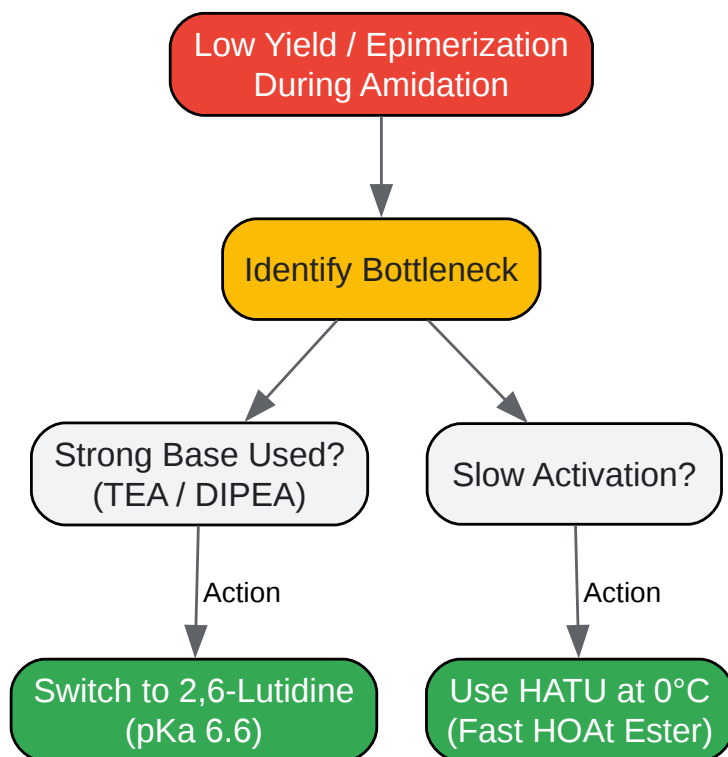 Low Yield / Epimerization
During Amidation
Identify Bottleneck
Strong Base Used?
(TEA / DIPEA)
Slow Activation?
Action
Action
Switch to 2,6-Lutidine
(pKa 6.6)
Use HATU at 0°C
(Fast HOAt Ester)